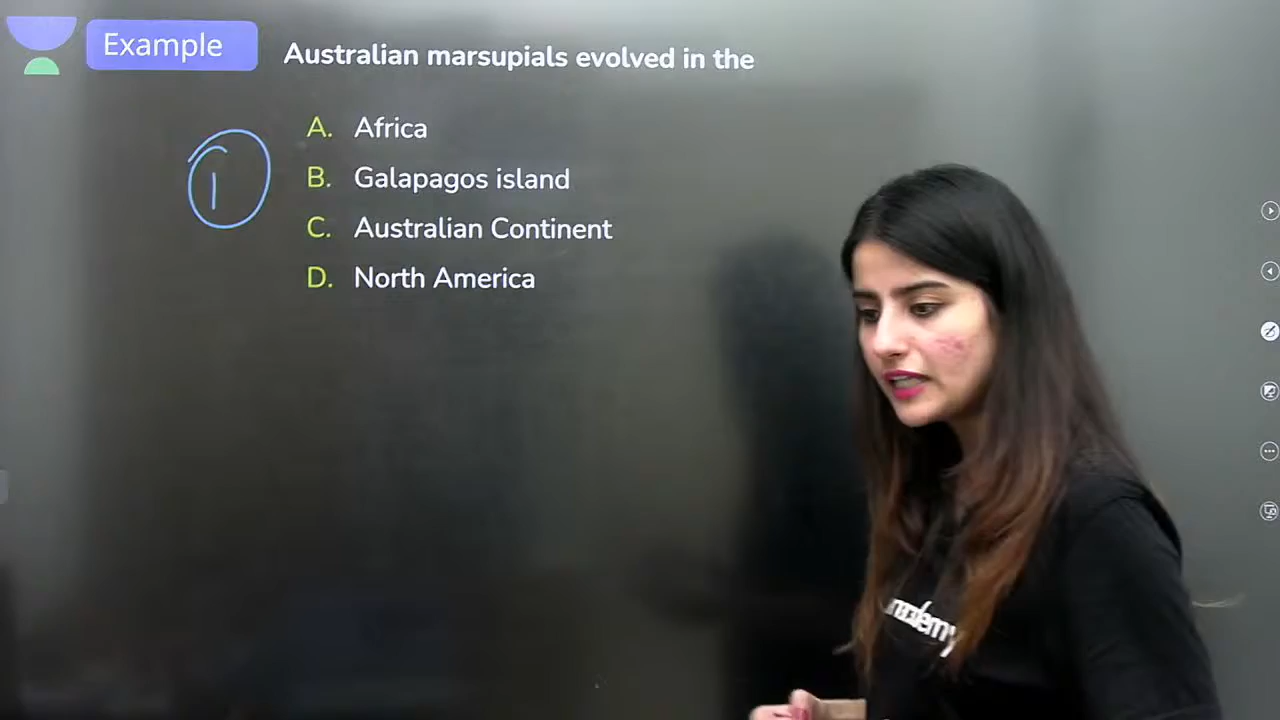 Example
Australian marsupials evolved in the
A. Africa
B. Galapagos island
C. Australian Continent
D. North America
1